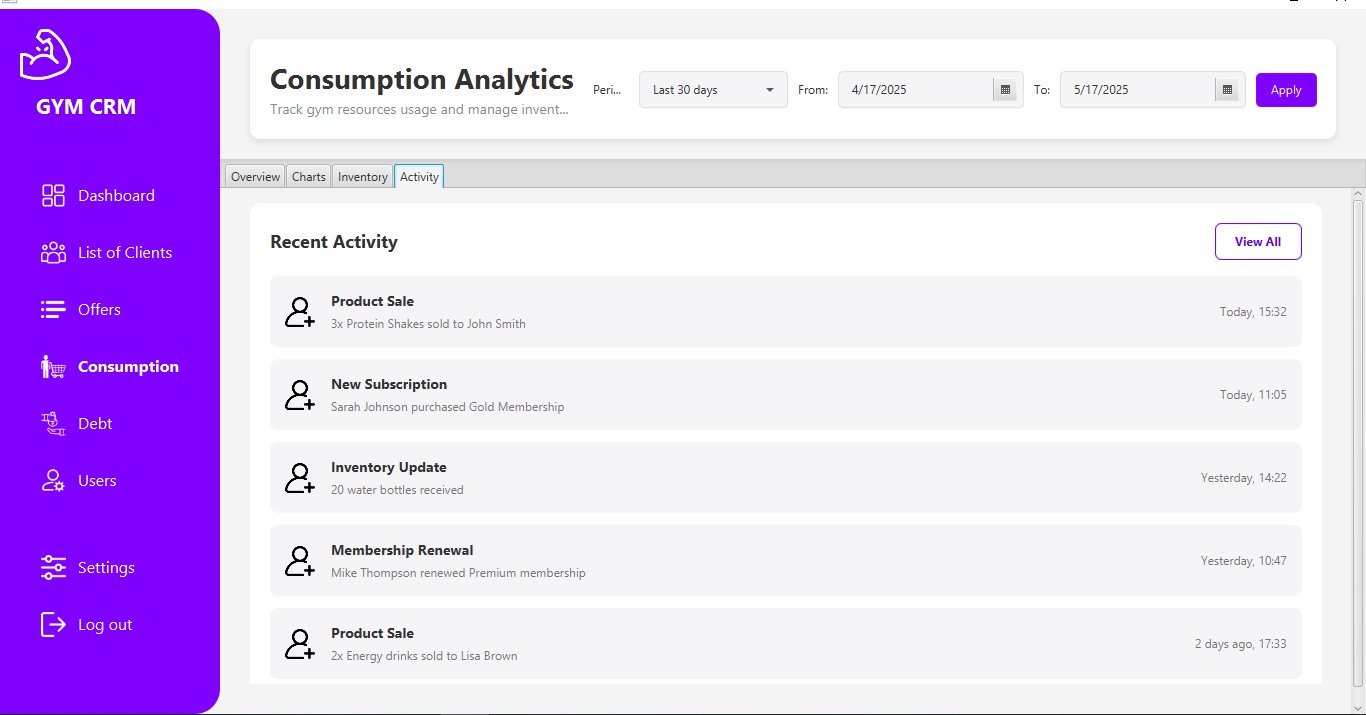 GYM CRM
Dashboard
List of Clients
Offers
Consumption
Debt
Users
Settings
Log out
Consumption Analytics
Track gym resources usage and manage invent...
Peri...
Last 30 days
From:
4/17/2025
To:
5/17/2025
Apply
Overview
Charts
Inventory
Activity
Recent Activity
View All
Product Sale
3x Protein Shakes sold to John Smith
Today, 15:32
New Subscription
Sarah Johnson purchased Gold Membership
Today, 11:05
Inventory Update
20 water bottles received
Yesterday, 14:22
Membership Renewal
Mike Thompson renewed Premium membership
Yesterday, 10:47
Product Sale
2x Energy drinks sold to Lisa Brown
2 days ago, 17:33